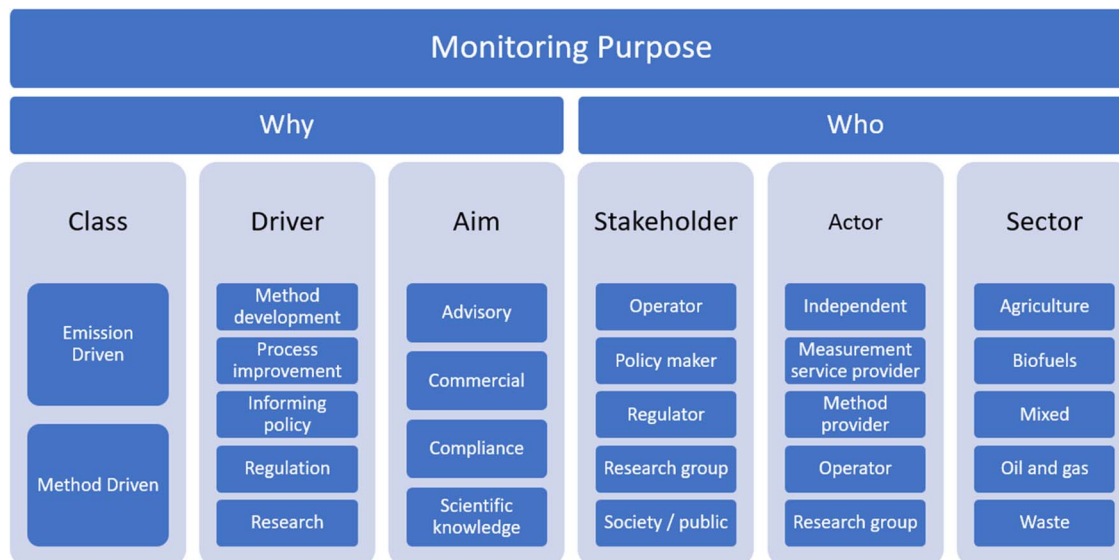 Monitoring Purpose
Why
Who
Class
Emission
Driven
Method Driven
Driver
Method
development
Process
improvement
Informing
policy
Regulation
Research
Aim
Advisory
Commercial
Compliance
Scientific
knowledge
Stakeholder
Operator
Policy maker
Regulator
Research group
Society / public
Actor
Independent
Measurement
service provider
Method
provider
Operator
Research group
Sector
Agriculture
Biofuels
Mixed
Oil and gas
Waste